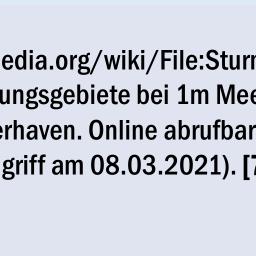 edia.org/wiki/File:Sturm
ungsgebiete bei 1m Mee
erhaven. Online abrufbar
griff am 08.03.2021). [7